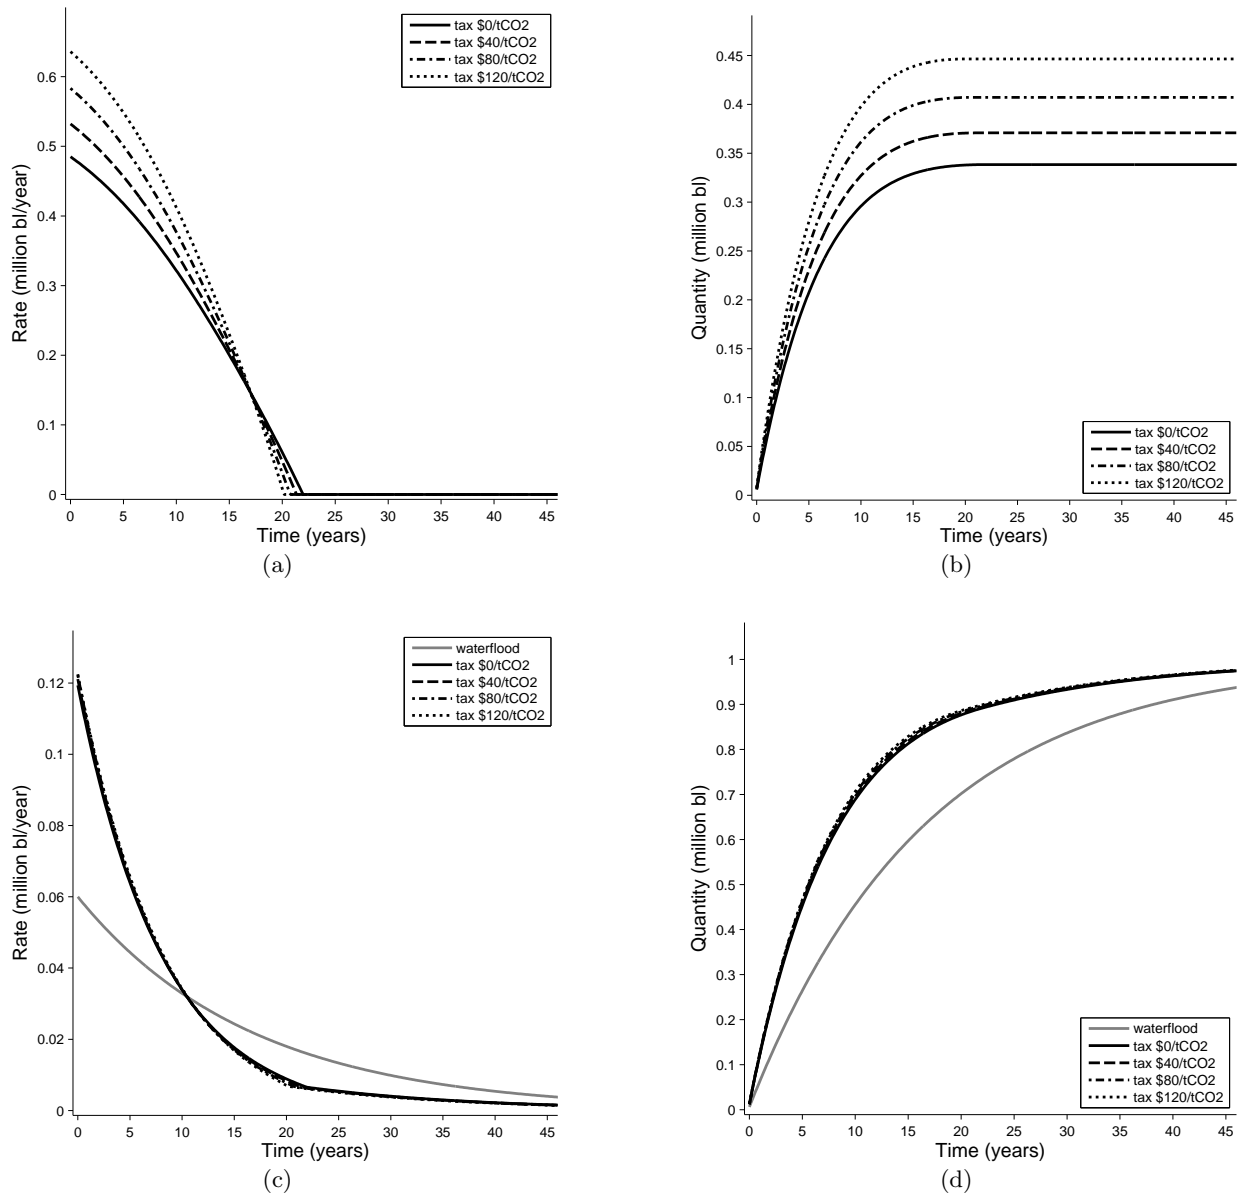 tax $0/tCO2
tax $40/tCO2
tax $80/tCO2
tax $120/tCO2
Rate (million bl/year)
0.6
0.5
0.4
0.3
0.2
0.1
0
0 5 10 15 20 25 30 35 40 45
Time (years)
(a)
Quantity (million bl)
0.45
0.4
0.35
0.3
0.25
0.2
0.15
0.1
0.05
0
tax $0/tCO2
tax $40/tCO2
tax $80/tCO2
tax $120/tCO2
0 5 10 15 20 25 30 35 40 45
Time (years)
(b)
waterflood
tax $0/tCO2
tax $40/tCO2
tax $80/tCO2
tax $120/tCO2
Rate (million bl/year)
0.12
0.1
0.08
0.06
0.04
0.02
0
0 5 10 15 20 25 30 35 40 45
Time (years)
(c)
Quantity (million bl)
1
0.9
0.8
0.7
0.6
0.5
0.4
0.3
0.2
0.1
0
waterflood
tax $0/tCO2
tax $40/tCO2
tax $80/tCO2
tax $120/tCO2
0 5 10 15 20 25 30 35 40 45
Time (years)
(d)